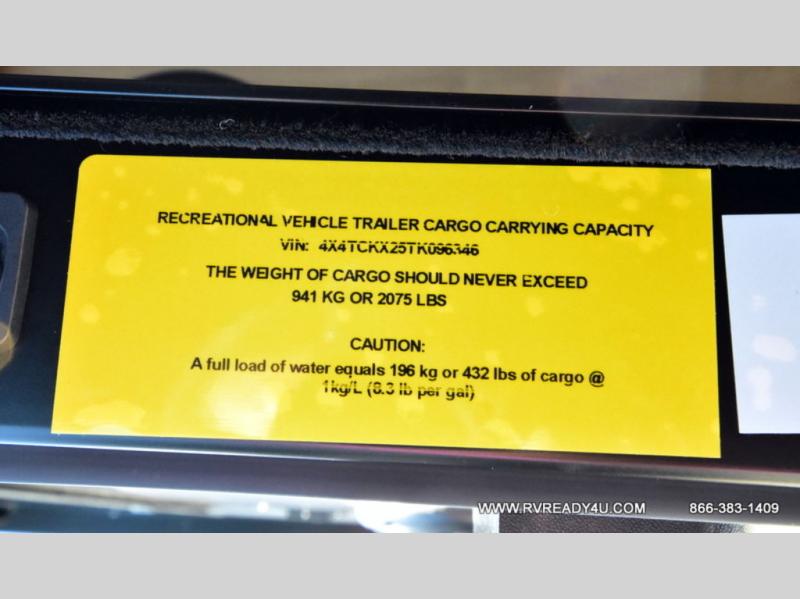 RECREATIONAL VEHICLE TRAILER CARGO CARRYING CAPACITY
VIN: 4X4TCKX25TK096346
THE WEIGHT OF CARGO SHOULD NEVER EXCEED
941 KG OR 2075 LBS
CAUTION:
A full load of water equals 196 kg or 432 lbs of cargo @
1kg/L (8.3 lb per gal)
WWW.RVREADY4U.COM 866-383-1409